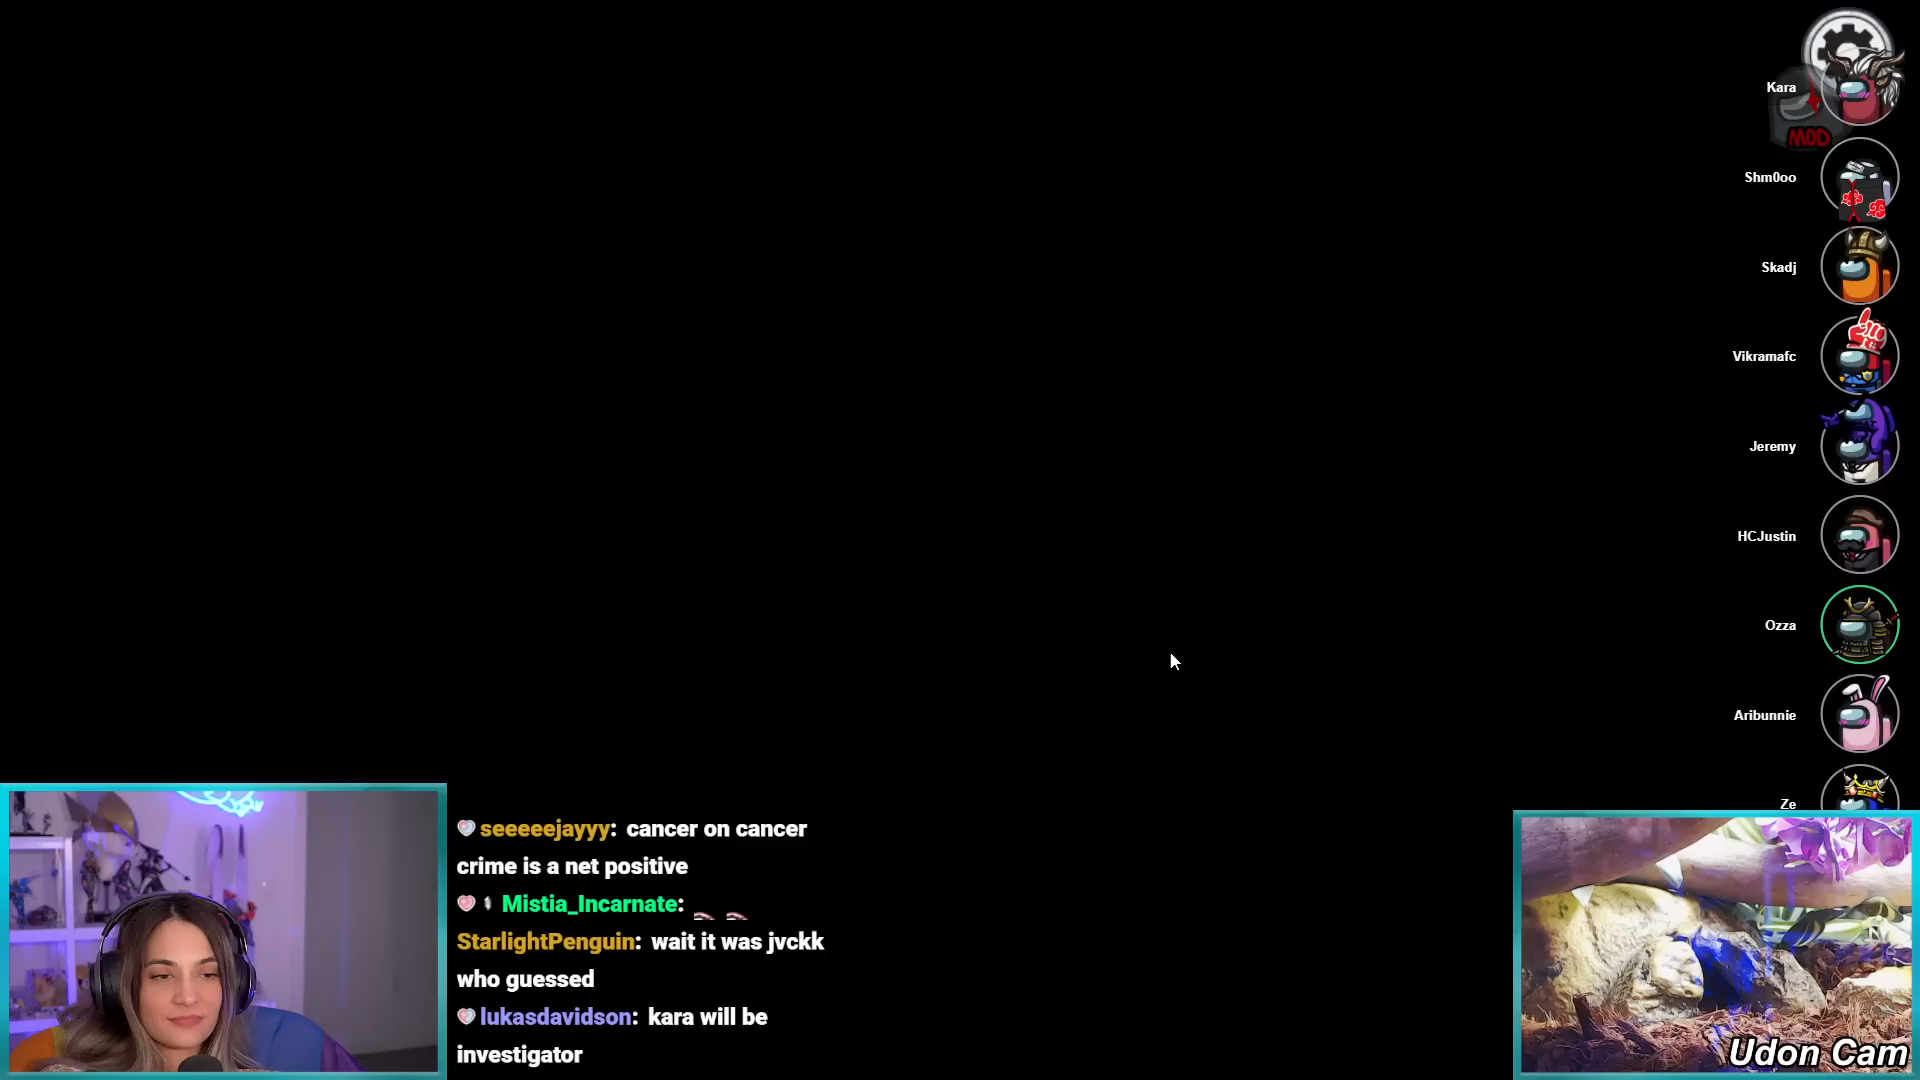 Kara
MOD
Shm0oo
Skadj
Vikramafc
Jeremy
HCJustin
Ozza
Aribunnie
Ze
seeeeejayyy: cancer on cancer
crime is a net positive
Mistia_Incarnate:
StarlightPenguin: wait it was jvckk
who guessed
lukasdavidson: kara will be
investigator
Udon Cam